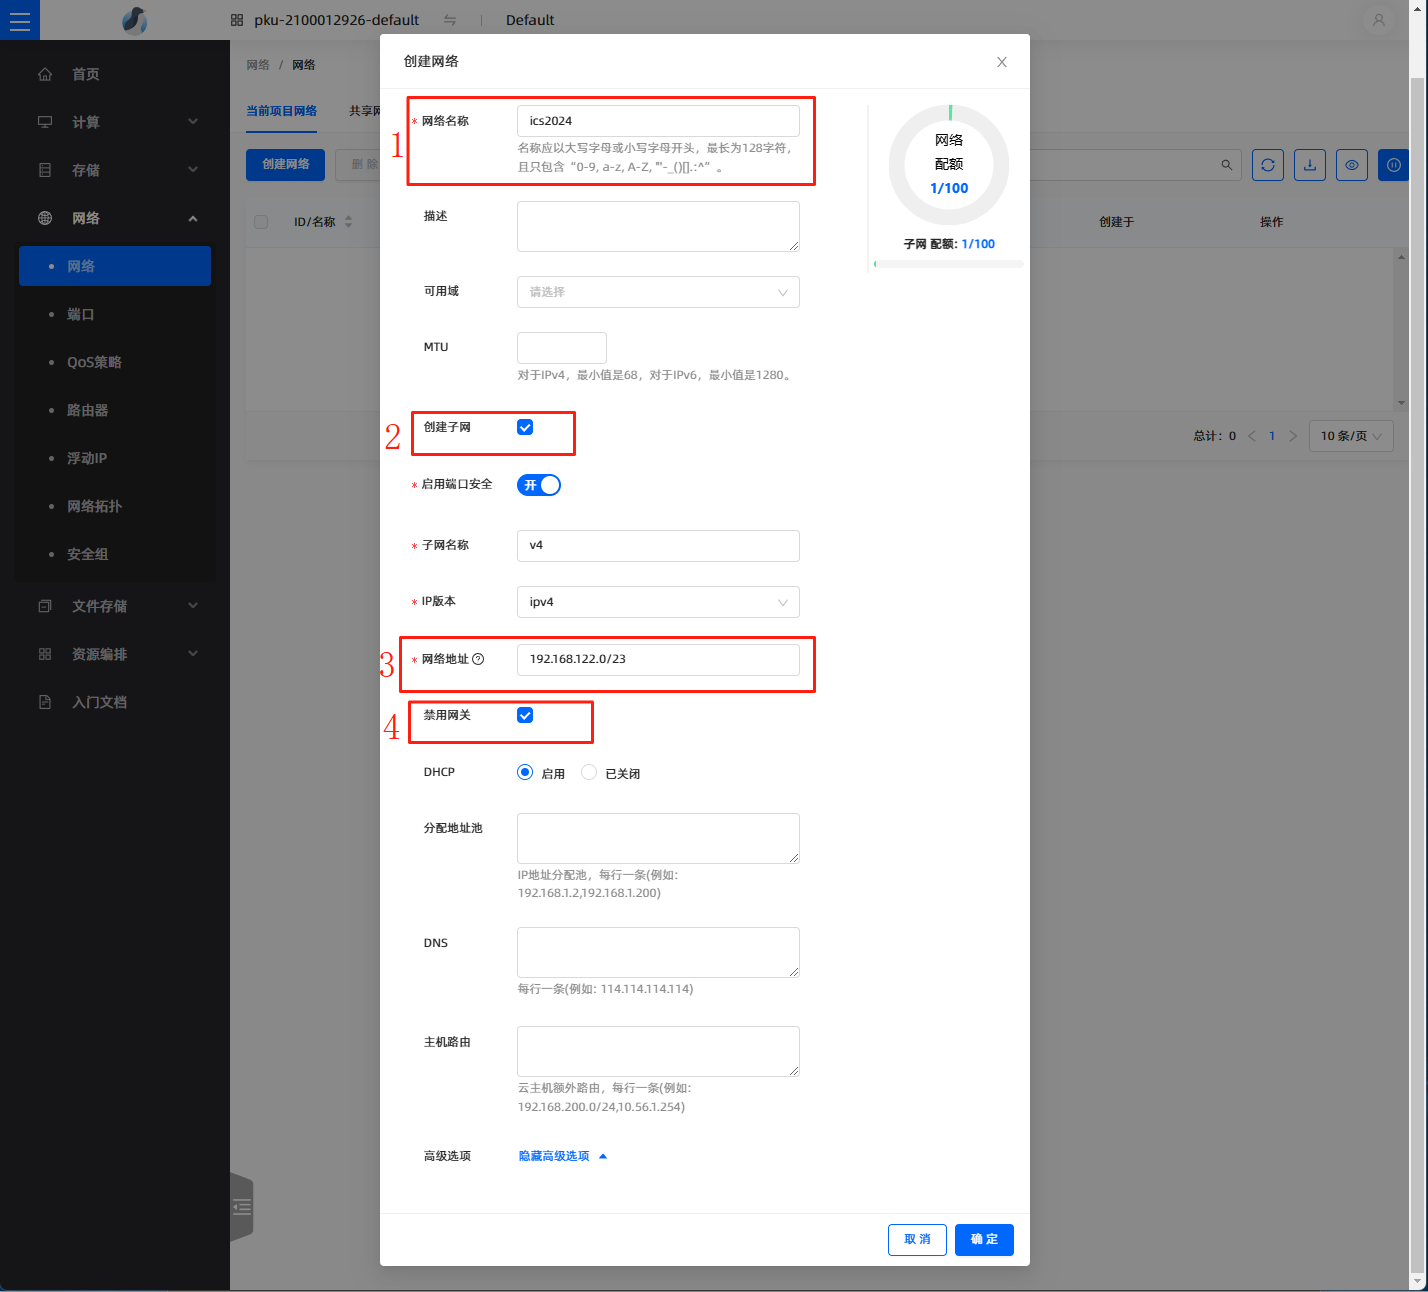 pku-2100012926-default
Default
首页
计算
存储
网络
网络
端口
QoS策略
路由器
浮动IP
网络拓扑
安全组
文件存储
资源编排
入门文档
网络 / 网络
当前项目网络
共享网
创建网络
删 除
ID/名称
创建于
操作
总计：0
1
10 条/页
创建网络
1
* 网络名称
ics2024
名称应以大写字母或小写字母开头，最长为128字符，
且只包含“0-9, a-z, A-Z, "'-_()[].:^”。
网络
配额
1/100
子网 配额: 1/100
描述
可用域
请选择
MTU
对于IPv4，最小值是68，对于IPv6，最小值是1280。
2
创建子网
* 启用端口安全
开
* 子网名称
v4
* IP版本
ipv4
3
* 网络地址
192.168.122.0/23
4
禁用网关
DHCP
启用
已关闭
分配地址池
IP地址分配池，每行一条(例如:
192.168.1.2,192.168.1.200)
DNS
每行一条(例如: 114.114.114.114)
主机路由
云主机额外路由，每行一条(例如:
192.168.200.0/24,10.56.1.254)
高级选项
隐藏高级选项
取 消
确 定